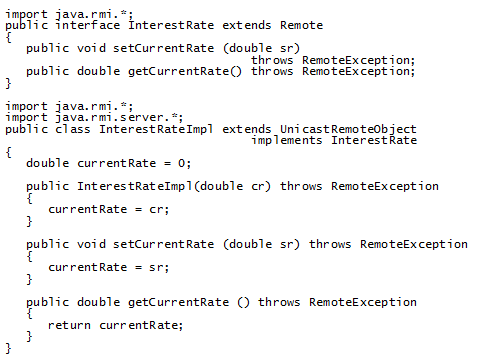 import java.rmi.*;
public interface InterestRate extends Remote
{
   public void setCurrentRate (double sr)
                                   throws RemoteException;
   public double getCurrentRate() throws RemoteException;
}
import java.rmi.*;
import java.rmi.server.*;
public class InterestRateImpl extends UnicastRemoteObject
                                   implements InterestRate
{
   double currentRate = 0;
   public InterestRateImpl(double cr) throws RemoteException
   {
      currentRate = cr;
   }
   public void setCurrentRate (double sr) throws RemoteException
   {
      currentRate = sr;
   }
   public double getCurrentRate () throws RemoteException
   {
      return currentRate;
   }
}